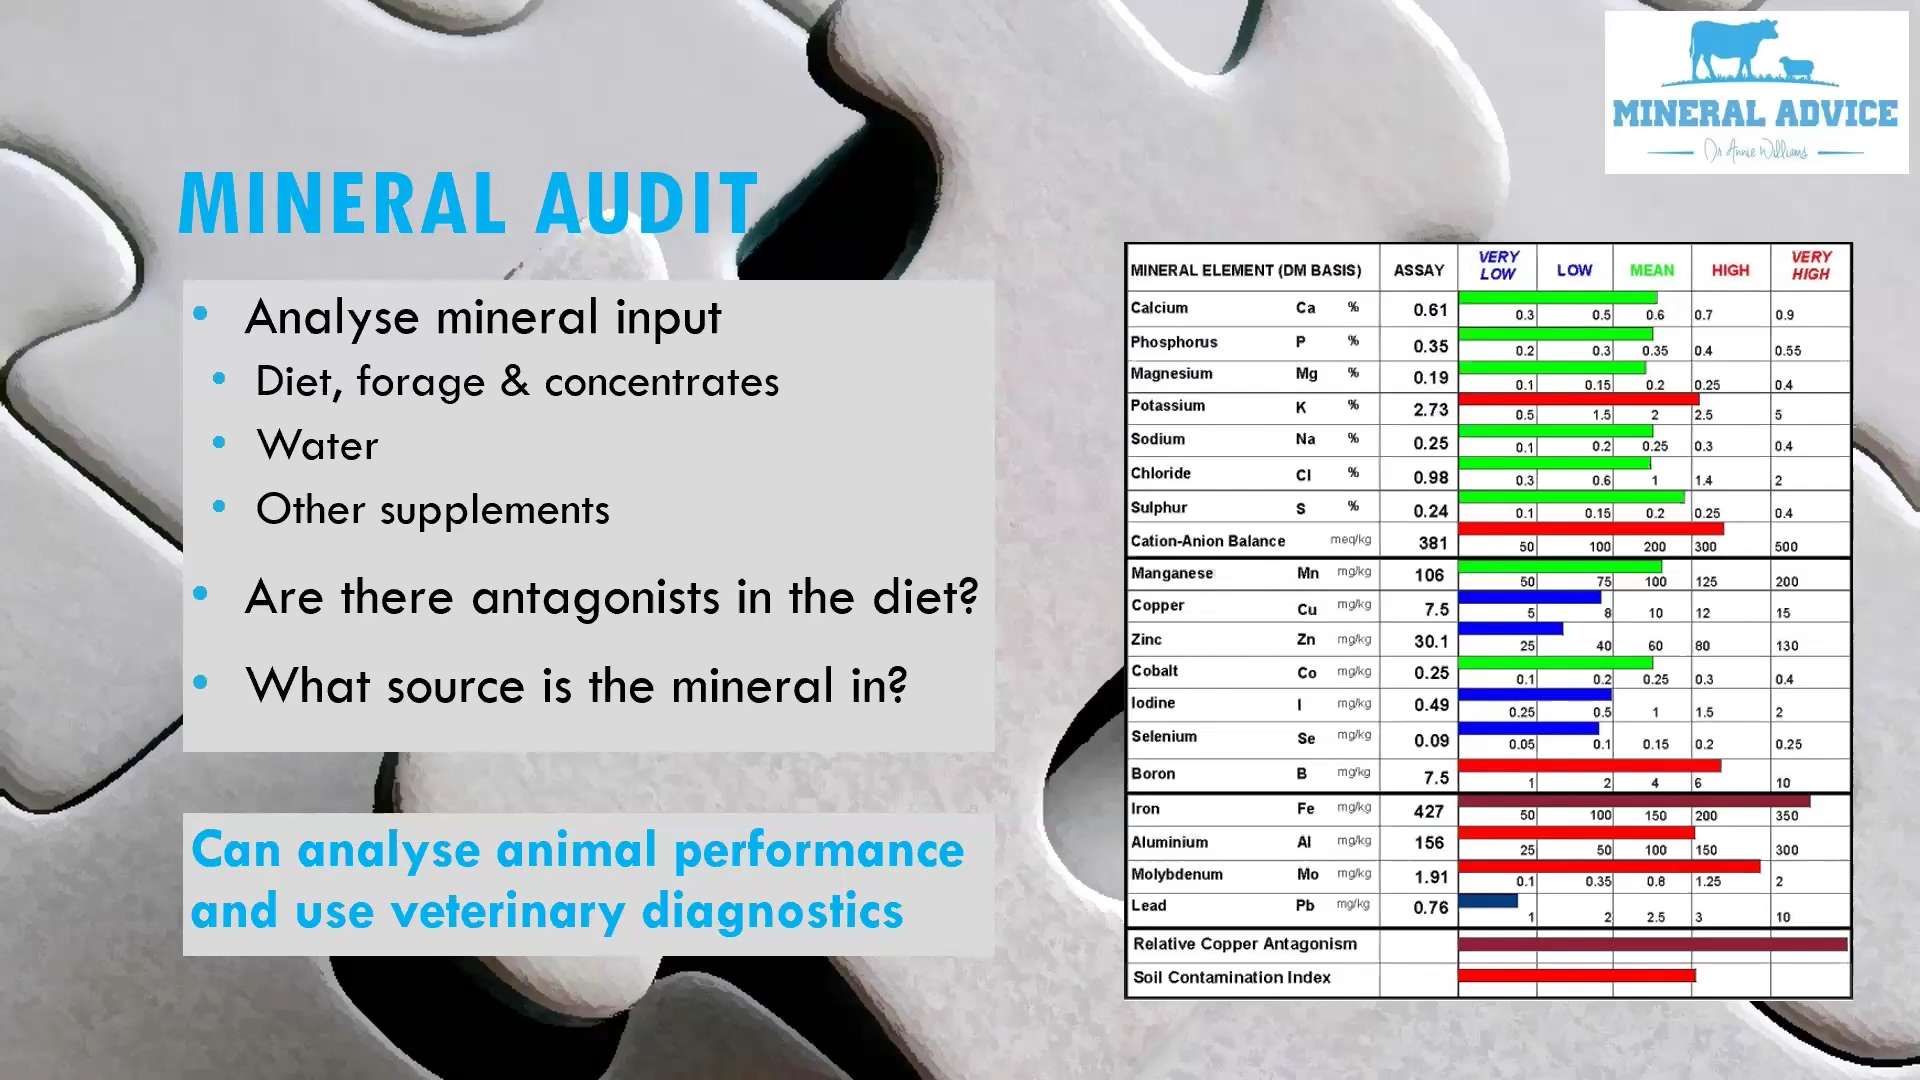 MINERAL ADVICE
Dr Annie Williams
MINERAL AUDIT
• Analyse mineral input
• Diet, forage & concentrates
• Water
• Other supplements
• Are there antagonists in the diet?
• What source is the mineral in?
Can analyse animal performance
and use veterinary diagnostics
MINERAL ELEMENT (DM BASIS) ASSAY VERY LOW LOW MEAN HIGH VERY HIGH
Calcium Ca % 0.61 0.3 0.5 0.6 0.7 0.9
Phosphorus P % 0.35 0.2 0.3 0.35 0.4 0.55
Magnesium Mg % 0.19 0.1 0.15 0.2 0.25 0.4
Potassium K % 2.73 0.5 1.5 2 2.5 5
Sodium Na % 0.25 0.1 0.2 0.25 0.3 0.4
Chloride Cl % 0.98 0.3 0.6 1 1.4 2
Sulphur S % 0.24 0.1 0.15 0.2 0.25 0.4
Cation-Anion Balance meq/kg 381 50 100 200 300 500
Manganese Mn mg/kg 106 50 75 100 125 200
Copper Cu mg/kg 7.5 5 8 10 12 15
Zinc Zn mg/kg 30.1 25 40 60 80 130
Cobalt Co mg/kg 0.25 0.1 0.2 0.25 0.3 0.4
Iodine I mg/kg 0.49 0.25 0.5 1 1.5 2
Selenium Se mg/kg 0.09 0.05 0.1 0.15 0.2 0.25
Boron B mg/kg 7.5 1 2 4 6 10
Iron Fe mg/kg 427 50 100 150 200 350
Aluminium Al mg/kg 156 25 50 100 150 300
Molybdenum Mo mg/kg 1.91 0.1 0.35 0.8 1.25 2
Lead Pb mg/kg 0.76 1 2 2.5 3 10
Relative Copper Antagonism
Soil Contamination Index